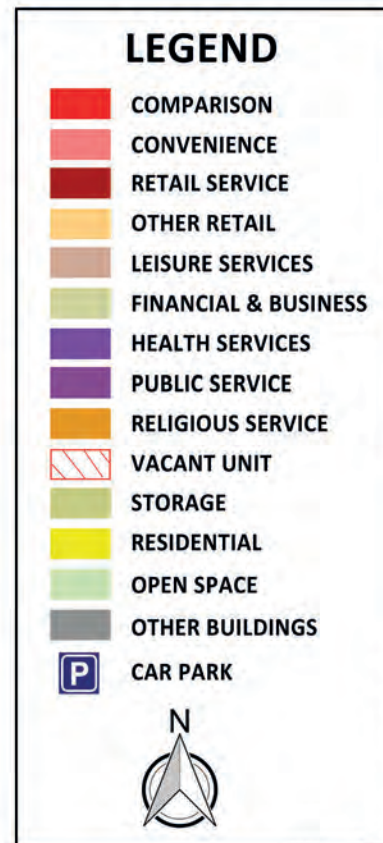 LEGEND
COMPARISON
CONVENIENCE
RETAIL SERVICE
OTHER RETAIL
LEISURE SERVICES
FINANCIAL & BUSINESS
HEALTH SERVICES
PUBLIC SERVICE
RELIGIOUS SERVICE
VACANT UNIT
STORAGE
RESIDENTIAL
OPEN SPACE
OTHER BUILDINGS
P CAR PARK
N